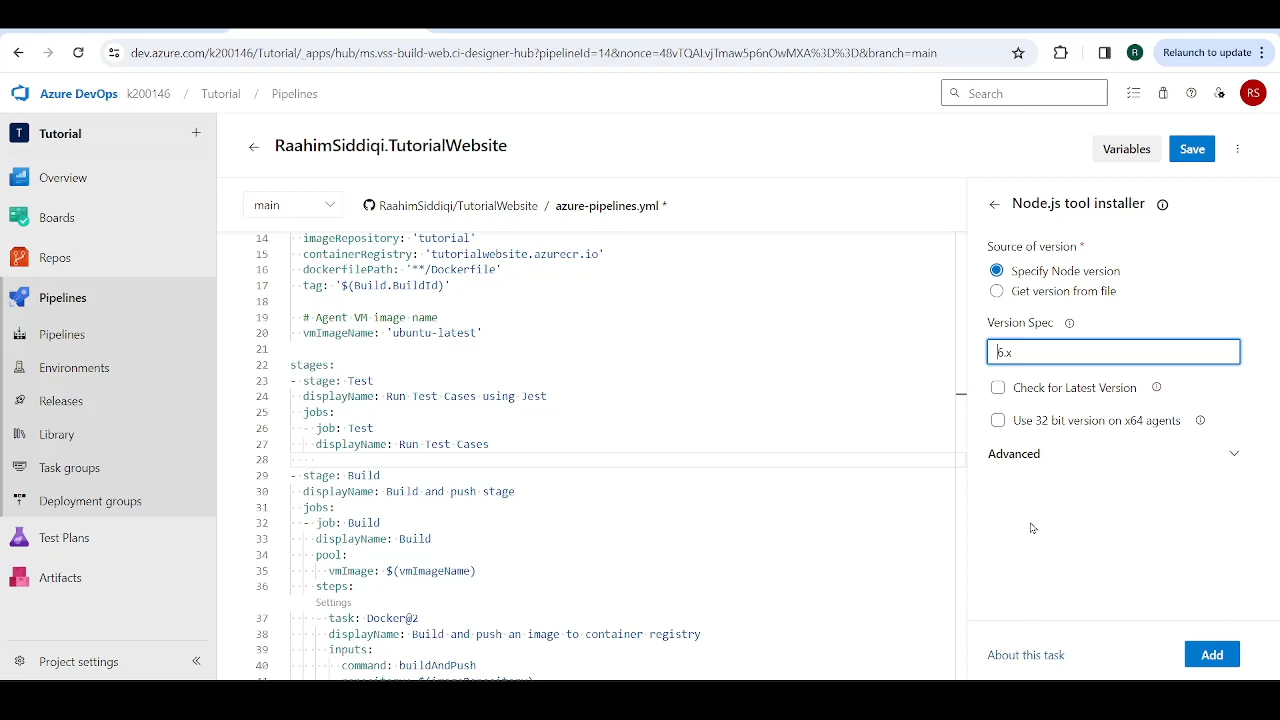 dev.azure.com/k200146/Tutorial/_apps/hub/ms.vss-build-web.ci-designer-hub?pipelineId=14&nonce=48vTQALvjTmaw5p6nOwMXA%3D%3D&branch=main
R
Relaunch to update
Azure DevOps k200146 / Tutorial / Pipelines
Search
RS
T Tutorial
Overview
Boards
Repos
Pipelines
Pipelines
Environments
Releases
Library
Task groups
Deployment groups
Test Plans
Artifacts
Project settings
RaahimSiddiqi.TutorialWebsite
Variables
Save
main
RaahimSiddiqi/TutorialWebsite / azure-pipelines.yml *
14 imageRepository: 'tutorial'
15 containerRegistry: 'tutorialwebsite.azurecr.io'
16 dockerfilePath: '**/Dockerfile'
17 tag: '$(Build.BuildId)'
18
19 # Agent VM image name
20 vmImageName: 'ubuntu-latest'
21
22 stages:
23 - stage: Test
24 displayName: Run Test Cases using Jest
25 jobs:
26 - job: Test
27 displayName: Run Test Cases
28
29 - stage: Build
30 displayName: Build and push stage
31 jobs:
32 - job: Build
33 displayName: Build
34 pool:
35 vmImage: $(vmImageName)
36 steps:
Settings
37 - task: Docker@2
38 displayName: Build and push an image to container registry
39 inputs:
40 command: buildAndPush
Node.js tool installer
Source of version *
Specify Node version
Get version from file
Version Spec
6.x
Check for Latest Version
Use 32 bit version on x64 agents
Advanced
About this task
Add